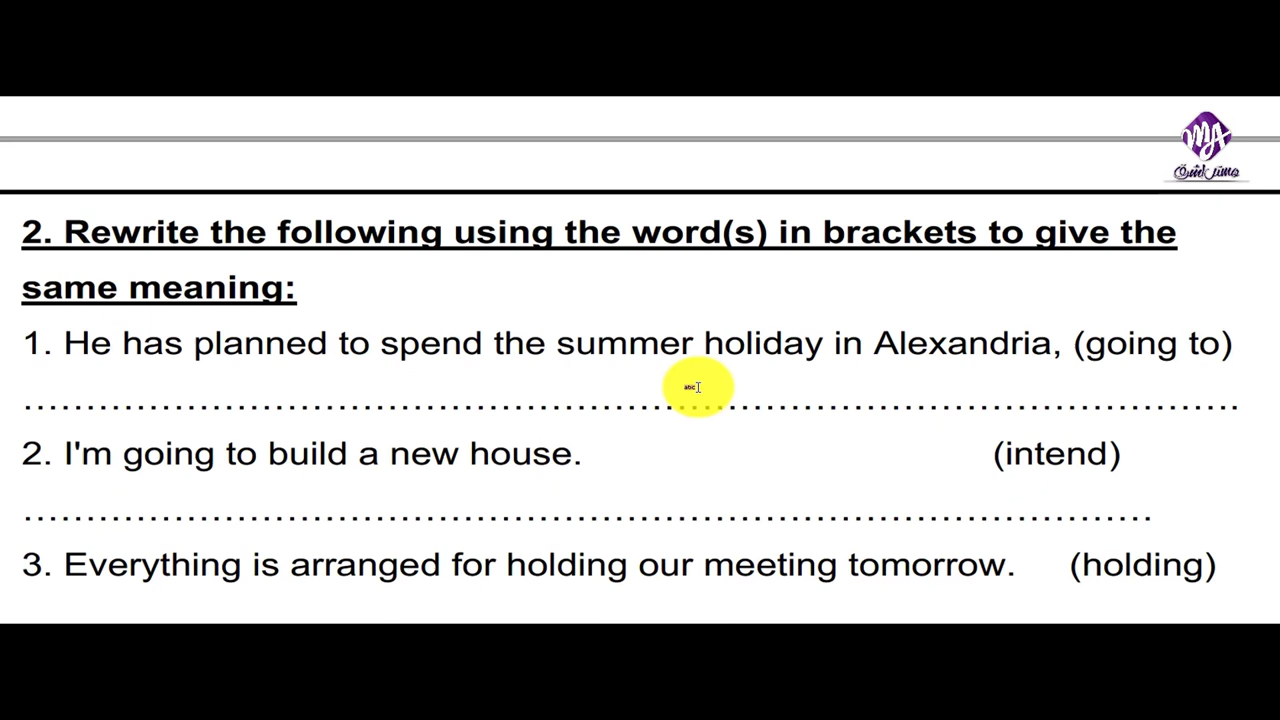 MA
2. Rewrite the following using the word(s) in brackets to give the
same meaning:
1. He has planned to spend the summer holiday in Alexandria, (going to)
........................................................................................................
2. I'm going to build a new house. (intend)
................................................................................................
3. Everything is arranged for holding our meeting tomorrow. (holding)